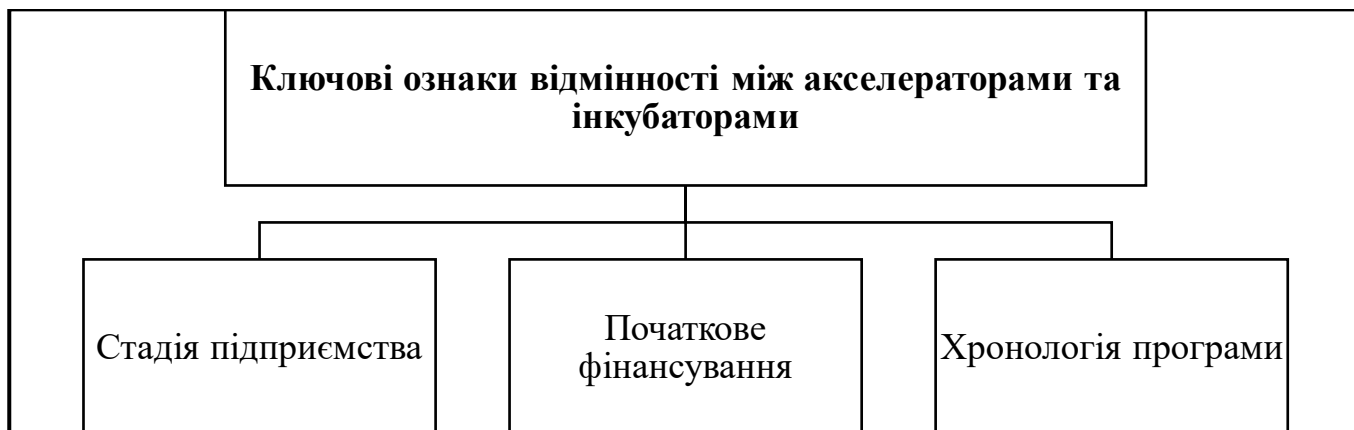 Ключові ознаки відмінності між акселераторами та
інкубаторами
Стадія підприємства
Початкове
фінансування
Хронологія програми